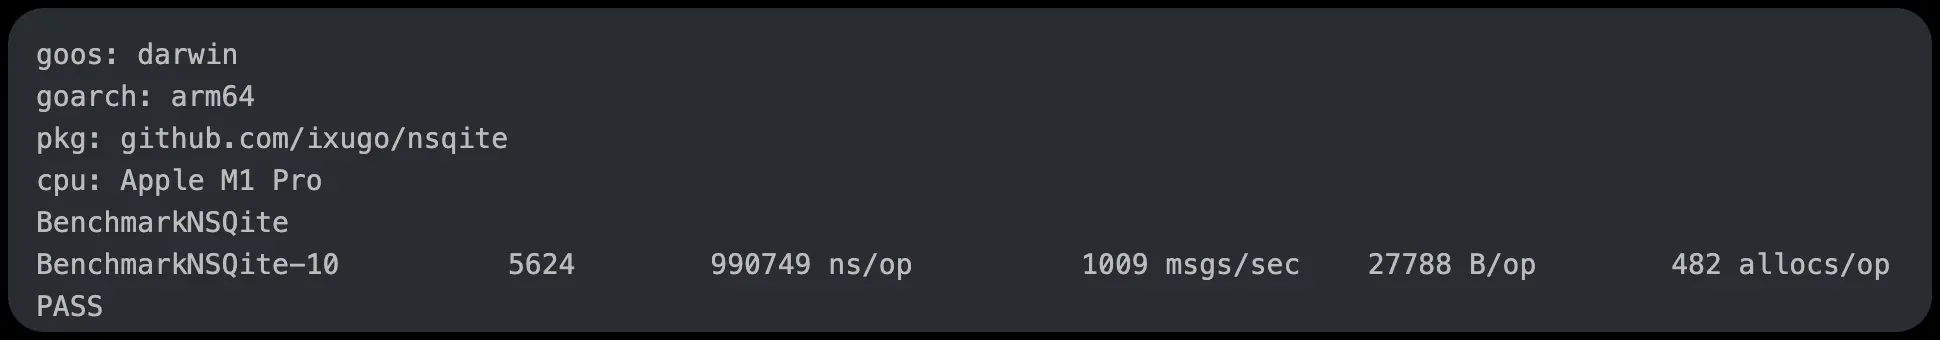 goos: darwin
goarch: arm64
pkg: github.com/ixugo/nsqite
cpu: Apple M1 Pro
BenchmarkNSQite
BenchmarkNSQite-10          5624        990749 ns/op          1009 msgs/sec    27788 B/op        482 allocs/op
PASS